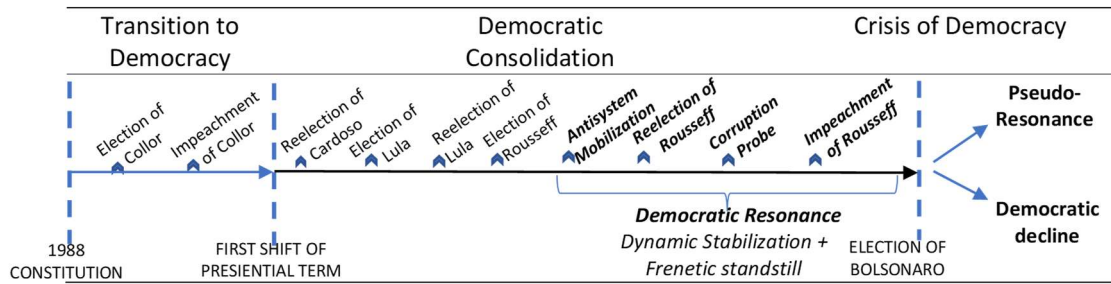 Transition to
Democracy
Democratic
Consolidation
Crisis of Democracy
Election of
Collor
Impeachment
of Collor
Reelection of
Cardoso
Election of
Lula
Reelection of
Lula
Election of
Rousseff
Antisystem
Mobilization
Reelection of
Rousseff
Corruption
Probe
Impeachment
of Rousseff
Pseudo-
Resonance
Democratic
decline
Democratic Resonance
Dynamic Stabilization +
Frenetic standstill
1988
CONSTITUTION
FIRST SHIFT OF
PRESIENTIAL TERM
ELECTION OF
BOLSONARO